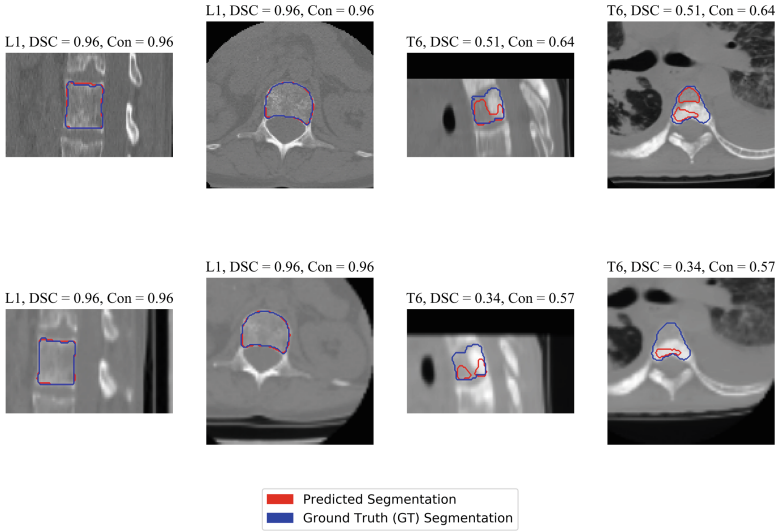 L1, DSC = 0.96, Con = 0.96
L1, DSC = 0.96, Con = 0.96
T6, DSC = 0.51, Con = 0.64
T6, DSC = 0.51, Con = 0.64
L1, DSC = 0.96, Con = 0.96
L1, DSC = 0.96, Con = 0.96
T6, DSC = 0.34, Con = 0.57
T6, DSC = 0.34, Con = 0.57
Predicted Segmentation
Ground Truth (GT) Segmentation